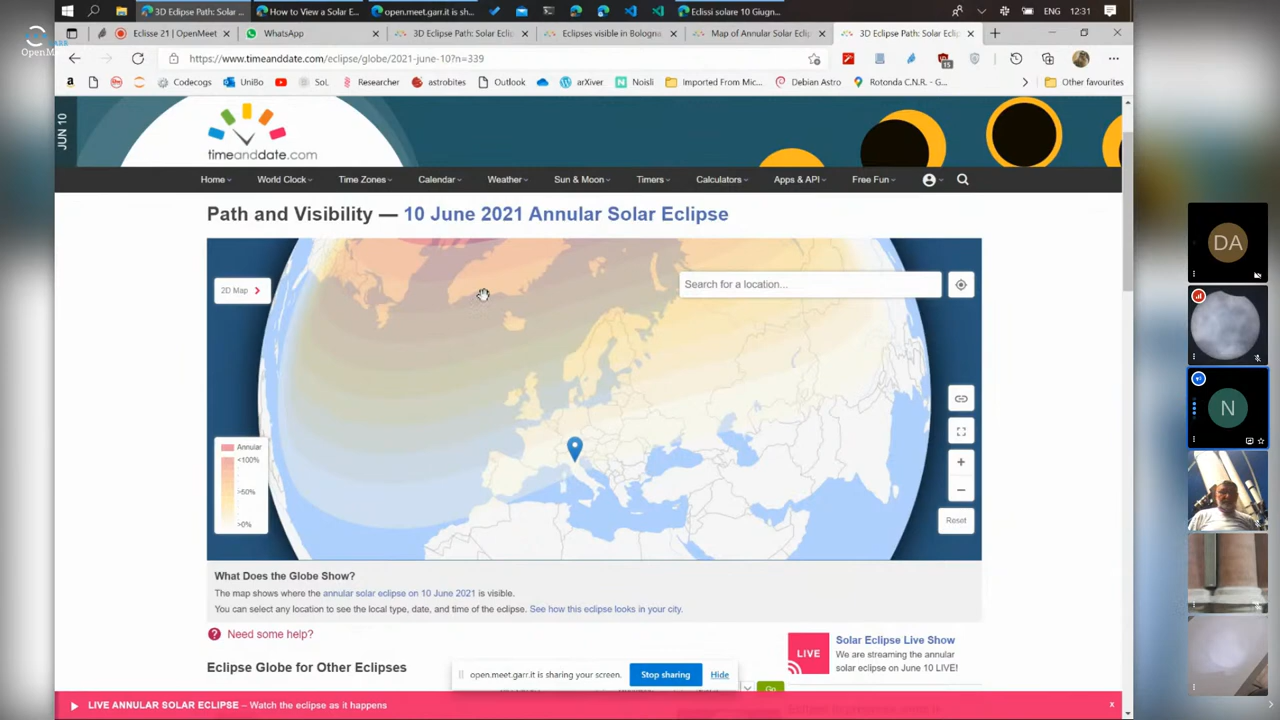 3D Eclipse Path: Solar ...
How to View a Solar E...
open.meet.garr.it is sh...
Eclissi solare 10 Giugn...
ENG
12:31
Eclisse 21 | OpenMeet
WhatsApp
3D Eclipse Path: Solar Ecli
Eclipses visible in Bologna
Map of Annular Solar Eclip
3D Eclipse Path: Solar Ecli
OpenMeet
https://www.timeanddate.com/eclipse/globe/2021-june-10?n=339
15
Codecogs
UniBo
SoL
Researcher
astrobites
Outlook
arXiver
Noisli
Imported From Mic...
Debian Astro
Rotonda C.N.R. - G...
Other favourites
JUN 10
timeanddate.com
Home
World Clock
Time Zones
Calendar
Weather
Sun & Moon
Timers
Calculators
Apps & API
Free Fun
Path and Visibility — 10 June 2021 Annular Solar Eclipse
2D Map
Search for a location...
DA
N
Annular
<100%
>50%
>0%
+
−
Reset
What Does the Globe Show?
The map shows where the annular solar eclipse on 10 June 2021 is visible.
You can select any location to see the local type, date, and time of the eclipse. See how this eclipse looks in your city.
? Need some help?
Eclipse Globe for Other Eclipses
LIVE
Solar Eclipse Live Show
We are streaming the annular
solar eclipse on June 10 LIVE!
open.meet.garr.it is sharing your screen.
Stop sharing
Hide
Go
LIVE ANNULAR SOLAR ECLIPSE – Watch the eclipse as it happens
x